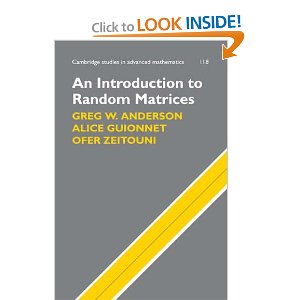 Click to LOOK INSIDE!
Cambridge studies in advanced mathematics 118
An Introduction to
Random Matrices
GREG W. ANDERSON
ALICE GUIONNET
OFER ZEITOUNI